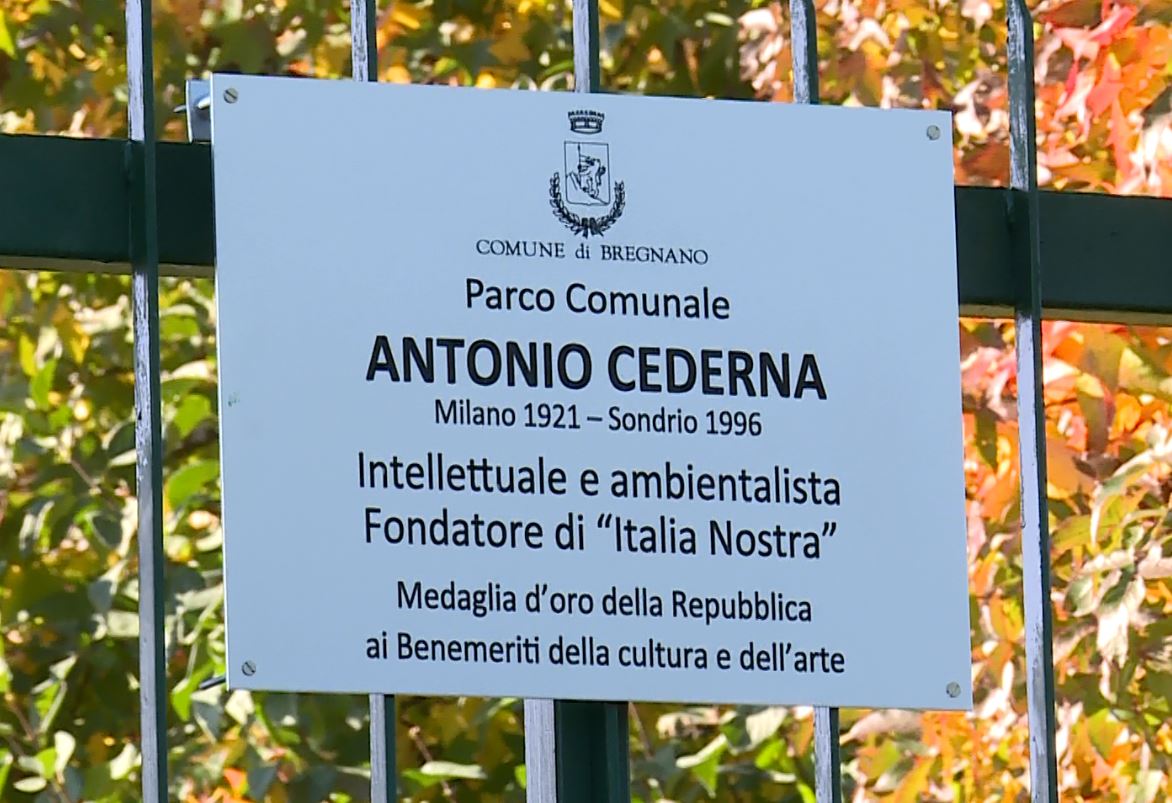 COMUNE di BREGNANO
Parco Comunale
ANTONIO CEDERNA
Milano 1921 – Sondrio 1996
Intellettuale e ambientalista
Fondatore di “Italia Nostra”
Medaglia d’oro della Repubblica
ai Benemeriti della cultura e dell’arte